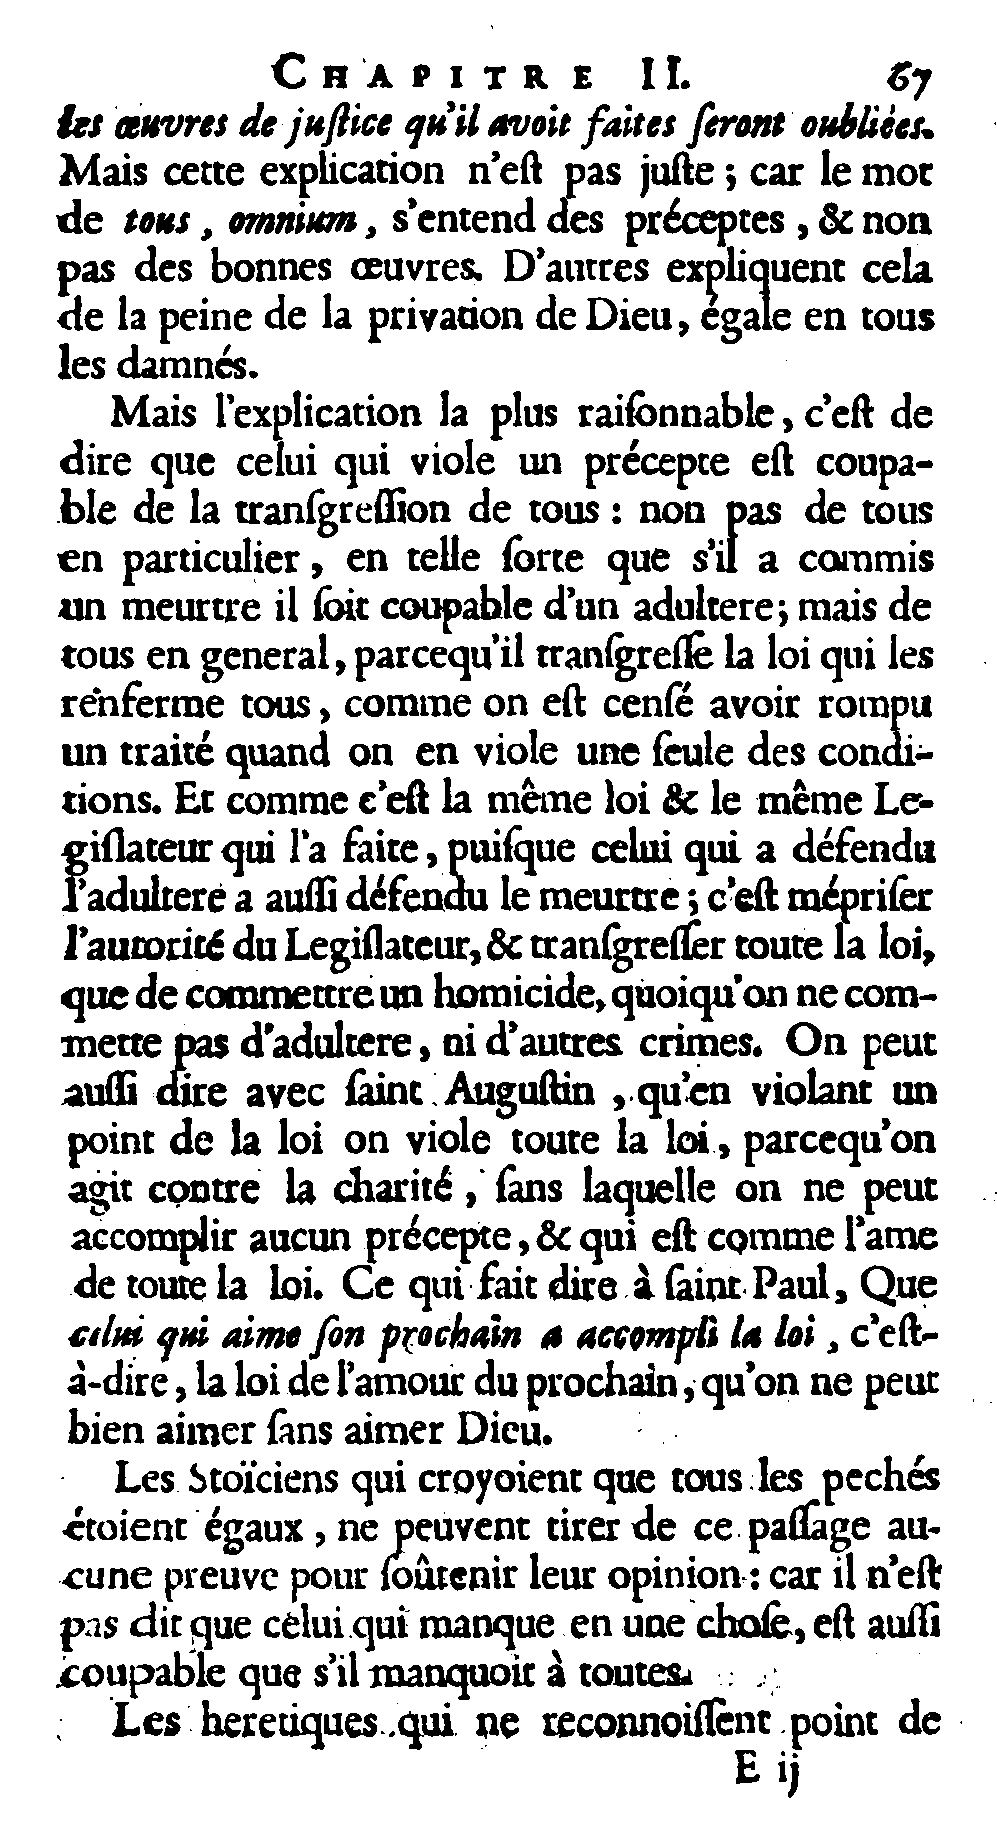 CHAPITRE II. 67
les œuvres de juſtice qu'il avoit faites ſeront oubliées.
Mais cette explication n'eſt pas juſte ; car le mot
de tous, omnium, s'entend des préceptes, & non
pas des bonnes œuvres. D'autres expliquent cela
de la peine de la privation de Dieu, égale en tous
les damnés.
Mais l'explication la plus raiſonnable, c'eſt de
dire que celui qui viole un précepte eſt coupa-
ble de la tranſgreſſion de tous : non pas de tous
en particulier, en telle ſorte que s'il a commis
un meurtre il ſoit coupable d'un adultere; mais de
tous en general, parcequ'il tranſgreſſe la loi qui les
renferme tous, comme on eſt cenſé avoir rompu
un traité quand on en viole une ſeule des condi-
tions. Et comme c'eſt la même loi & le même Le-
giſlateur qui l'a faite, puiſque celui qui a défendu
l'adultere a auſſi défendu le meurtre ; c'eſt mépriſer
l'autorité du Legiſlateur, & tranſgreſſer toute la loi,
que de commettre un homicide, quoiqu'on ne com-
mette pas d'adultere, ni d'autres crimes. On peut
auſſi dire avec ſaint Auguſtin, qu'en violant un
point de la loi on viole toute la loi, parcequ'on
agit contre la charité, ſans laquelle on ne peut
accomplir aucun précepte, & qui eſt comme l'ame
de toute la loi. Ce qui fait dire à ſaint Paul, Que
celui qui aime ſon prochain a accompli la loi, c'eſt-
à-dire, la loi de l'amour du prochain, qu'on ne peut
bien aimer ſans aimer Dieu.
Les Stoïciens qui croyoient que tous les pechés
étoient égaux, ne peuvent tirer de ce paſſage au-
cune preuve pour ſoûtenir leur opinion : car il n'eſt
pas dit que celui qui manque en une choſe, eſt auſſi
coupable que s'il manquoit à toutes.
Les heretiques qui ne reconnoiſſent point de
E ij